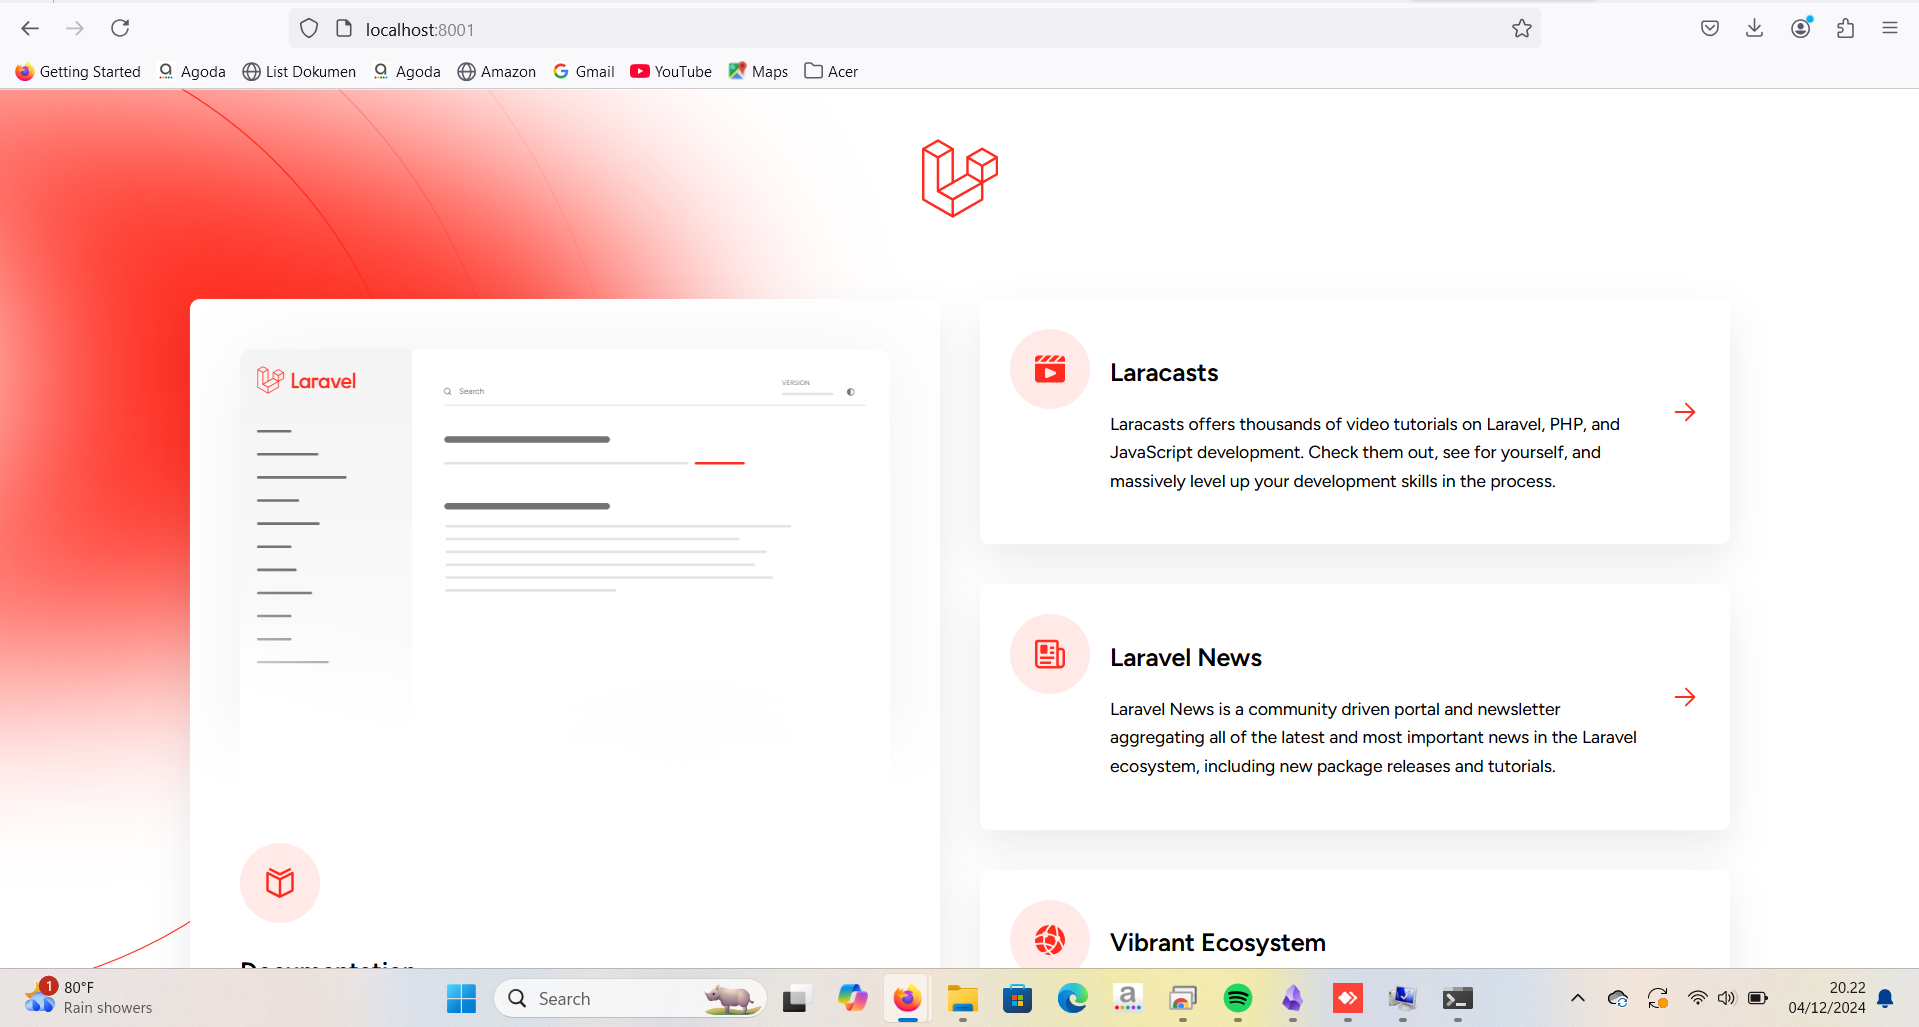 localhost:8001
Getting Started Agoda List Dokumen Agoda Amazon Gmail YouTube Maps Acer
Laravel
Search
VERSION
Laracasts
Laracasts offers thousands of video tutorials on Laravel, PHP, and
JavaScript development. Check them out, see for yourself, and
massively level up your development skills in the process.
Laravel News
Laravel News is a community driven portal and newsletter
aggregating all of the latest and most important news in the Laravel
ecosystem, including new package releases and tutorials.
Vibrant Ecosystem
Documentation
1
80°F
Rain showers
Search
a
20.22
04/12/2024